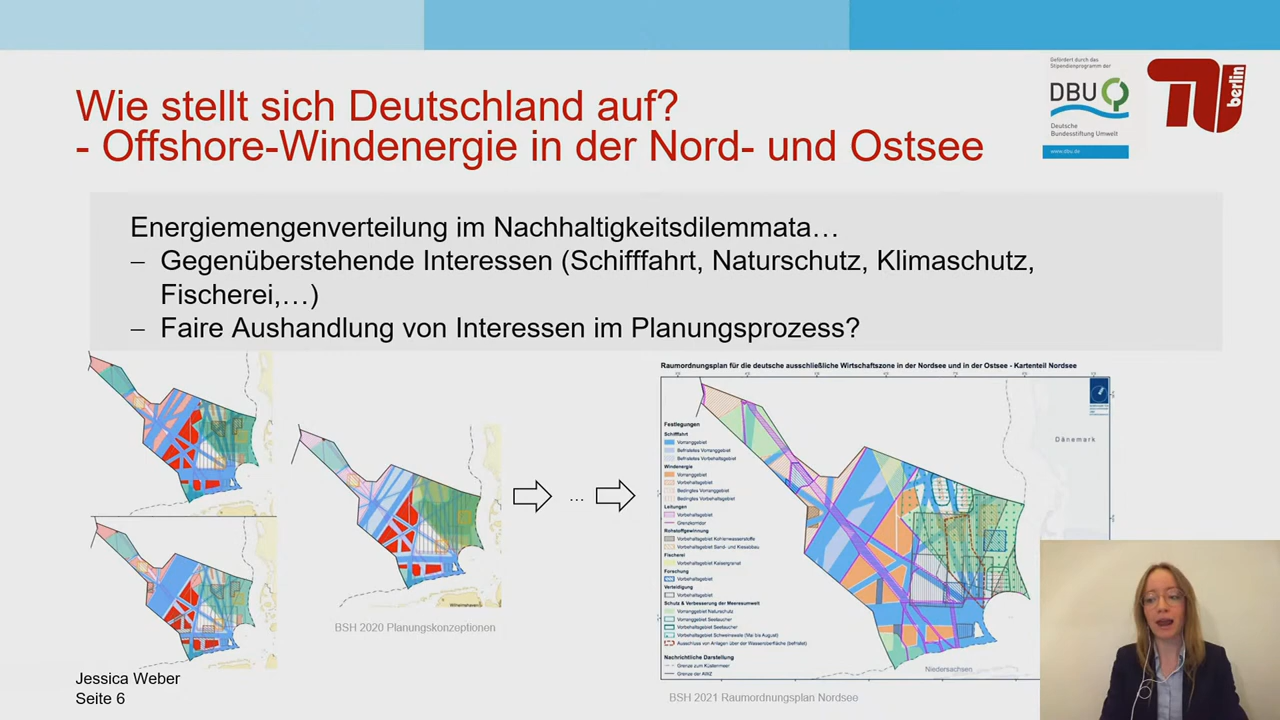 Gefördert durch das
Stipendienprogramm der
DBU
Deutsche
Bundesstiftung Umwelt
www.dbu.de
berlin
Wie stellt sich Deutschland auf?
- Offshore-Windenergie in der Nord- und Ostsee
Energiemengenverteilung im Nachhaltigkeitsdilemmata…
– Gegenüberstehende Interessen (Schifffahrt, Naturschutz, Klimaschutz,
Fischerei,…)
– Faire Aushandlung von Interessen im Planungsprozess?
Wilhelmshaven
BSH 2020 Planungskonzeptionen
...
Raumordnungsplan für die deutsche ausschließliche Wirtschaftszone in der Nordsee und in der Ostsee - Kartenteil Nordsee
Festlegungen
Schifffahrt
Vorranggebiet
Befristetes Vorranggebiet
Befristetes Vorbehaltsgebiet
Windenergie
Vorranggebiet
Vorbehaltsgebiet
Bedingtes Vorranggebiet
Bedingtes Vorbehaltsgebiet
Leitungen
Vorbehaltsgebiet
Grenzkorridor
Rohstoffgewinnung
Vorbehaltsgebiet Kohlenwasserstoffe
Vorbehaltsgebiet Sand- und Kiesabbau
Fischerei
Vorbehaltsgebiet Kaisergranat
Forschung
Vorbehaltsgebiet
Verteidigung
Vorbehaltsgebiet
Schutz & Verbesserung der Meeresumwelt
Vorranggebiet Naturschutz
Vorranggebiet Seetaucher
Vorbehaltsgebiet Seetaucher
Vorbehaltsgebiet Schweinswale (Mai bis August)
Ausschluss von Anlagen über der Wasseroberfläche (befristet)
Nachrichtliche Darstellung
Grenze zum Küstenmeer
Grenze der AWZ
Dänemark
Niedersachsen
BSH 2021 Raumordnungsplan Nordsee
Jessica Weber
Seite 6